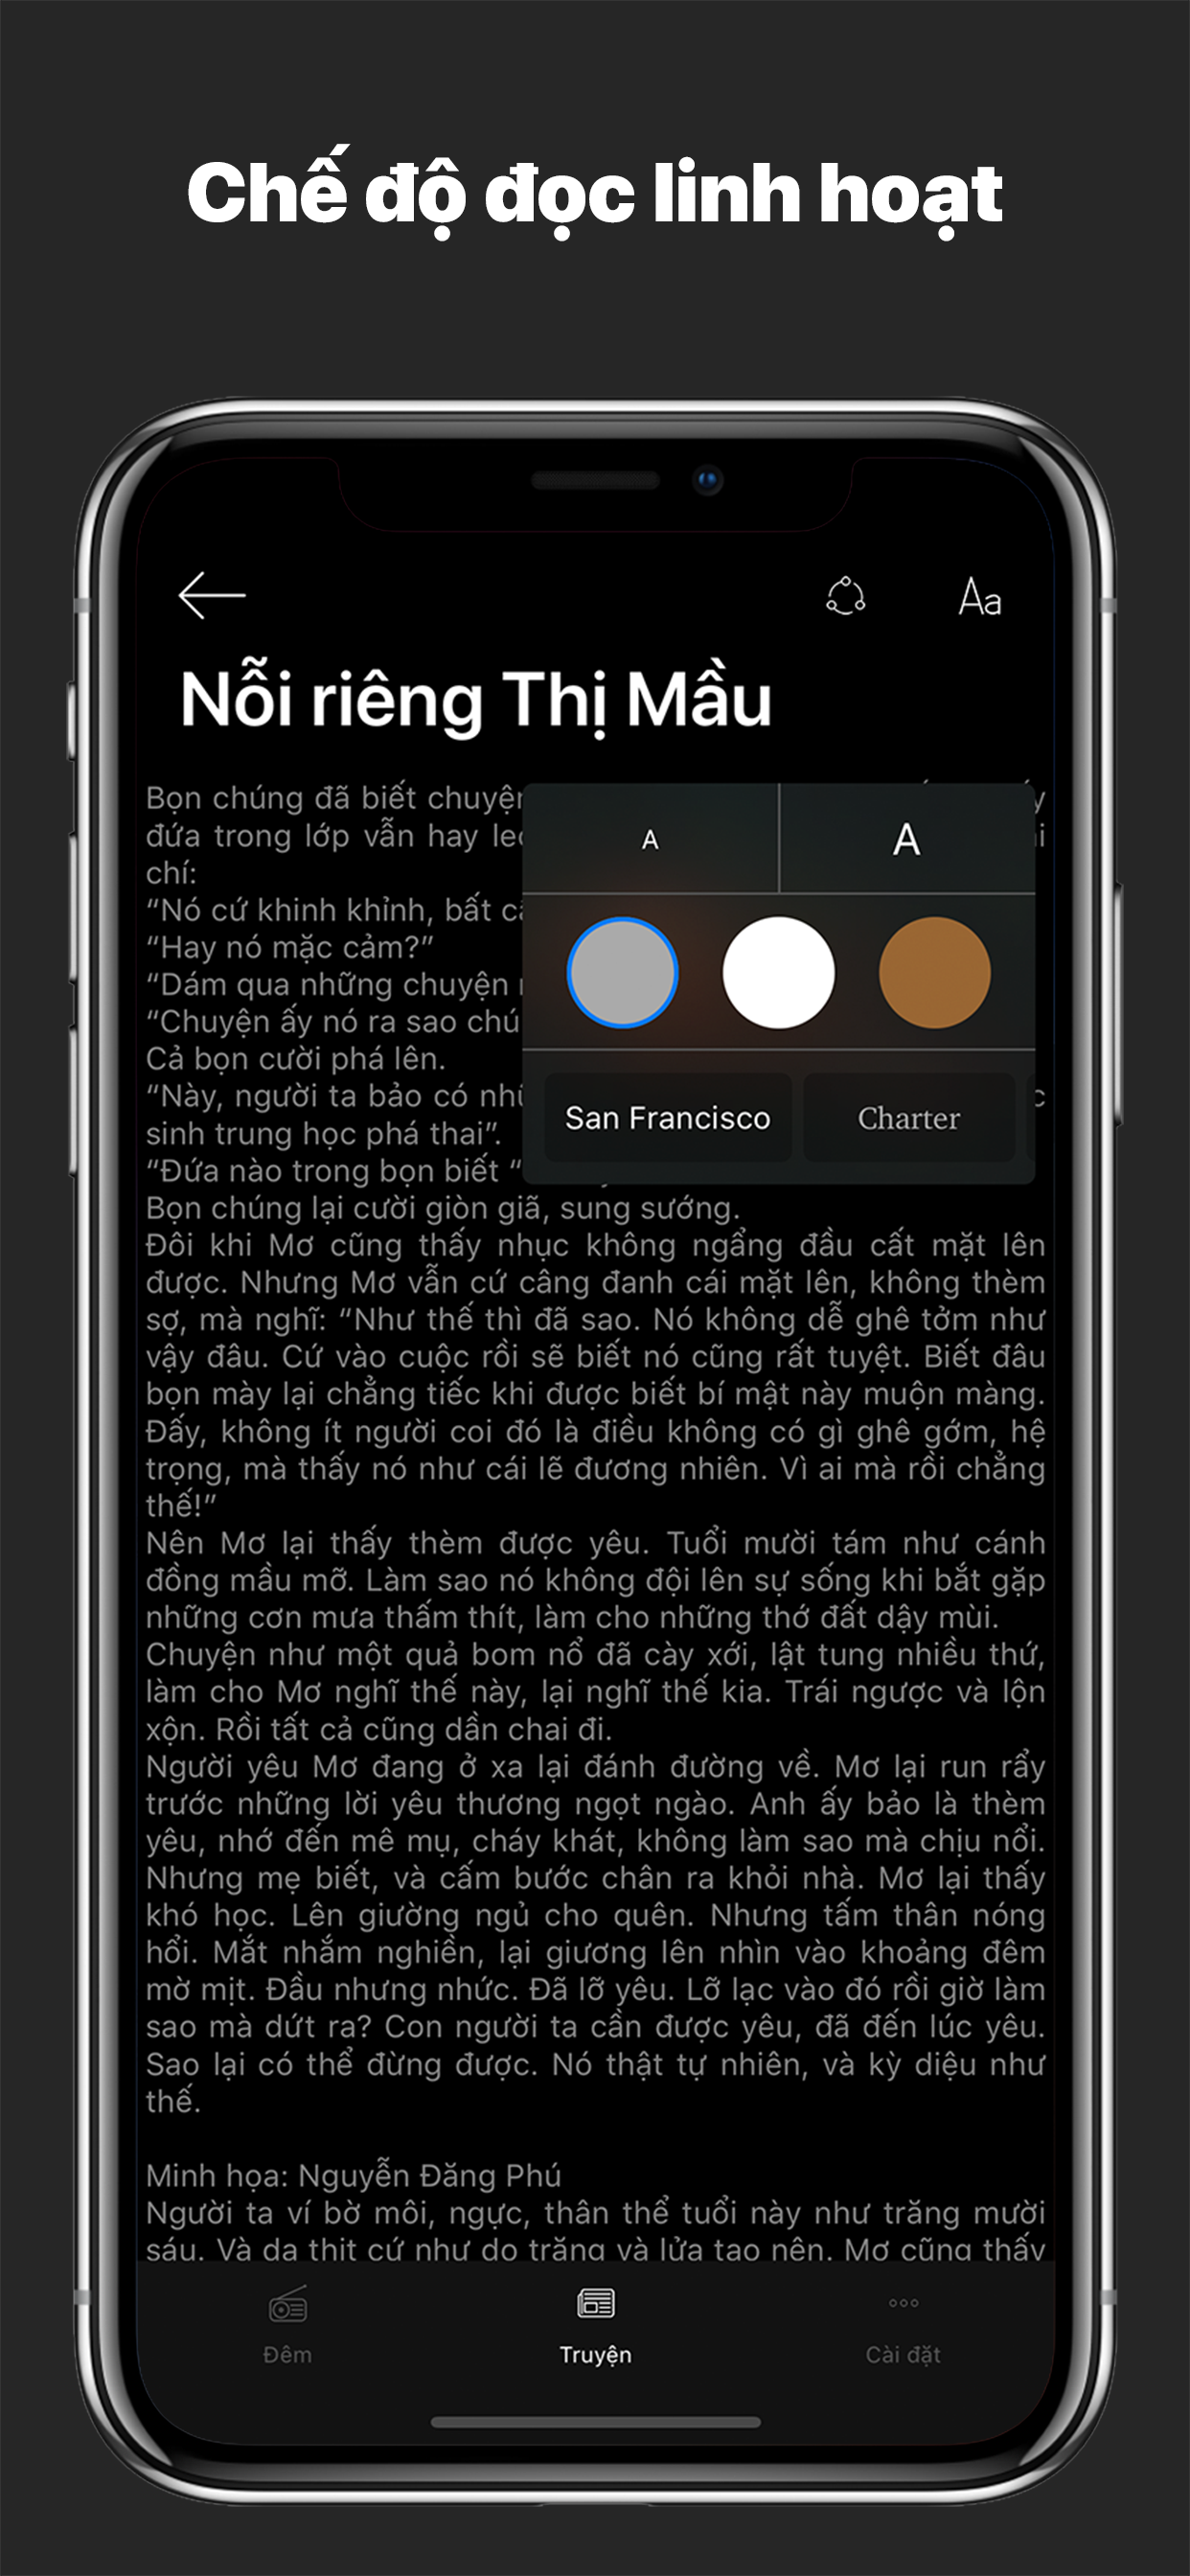 Chế độ đọc linh hoạt
Aa
Nỗi riêng Thị Mầu
Bọn chúng đã biết
đứa trong lớp vẫn hay
chí:
“Nó cứ khinh khỉnh, bất
“Hay nó mặc cảm?”
“Dám qua những chuyện
“Chuyện ấy nó ra sao
Cả bọn cười phá lên.
“Này, người ta bảo có
sinh trung học phá thai”.
“Đứa nào trong bọn biết “
A
A
San Francisco
Charter
Bọn chúng lại cười giòn giã, sung sướng.
Đôi khi Mơ cũng thấy nhục không ngẩng đầu cất mặt lên
được. Nhưng Mơ vẫn cứ câng đanh cái mặt lên, không thèm
sợ, mà nghĩ: “Như thế thì đã sao. Nó không dễ ghê tởm như
vậy đâu. Cứ vào cuộc rồi sẽ biết nó cũng rất tuyệt. Biết đâu
bọn mày lại chẳng tiếc khi được biết bí mật này muộn màng.
Đấy, không ít người coi đó là điều không có gì ghê gớm, hệ
trọng, mà thấy nó như cái lẽ đương nhiên. Vì ai mà rồi chẳng
thế!”
Nên Mơ lại thấy thèm được yêu. Tuổi mười tám như cánh
đồng mầu mỡ. Làm sao nó không đội lên sự sống khi bắt gặp
những cơn mưa thấm thít, làm cho những thớ đất dậy mùi.
Chuyện như một quả bom nổ đã cày xới, lật tung nhiều thứ,
làm cho Mơ nghĩ thế này, lại nghĩ thế kia. Trái ngược và lộn
xộn. Rồi tất cả cũng dần chai đi.
Người yêu Mơ đang ở xa lại đánh đường về. Mơ lại run rẩy
trước những lời yêu thương ngọt ngào. Anh ấy bảo là thèm
yêu, nhớ đến mê mụ, cháy khát, không làm sao mà chịu nổi.
Nhưng mẹ biết, và cấm bước chân ra khỏi nhà. Mơ lại thấy
khó học. Lên giường ngủ cho quên. Nhưng tấm thân nóng
hổi. Mắt nhắm nghiền, lại giương lên nhìn vào khoảng đêm
mờ mịt. Đầu nhưng nhức. Đã lỡ yêu. Lỡ lạc vào đó rồi giờ làm
sao mà dứt ra? Con người ta cần được yêu, đã đến lúc yêu.
Sao lại có thể đừng được. Nó thật tự nhiên, và kỳ diệu như
thế.
Minh họa: Nguyễn Đăng Phú
Người ta ví bờ môi, ngực, thân thể tuổi này như trăng mười
sáu. Và da thịt cứ như do trăng và lửa tạo nên. Mơ cũng thấy
Đêm
Truyện
Cài đặt